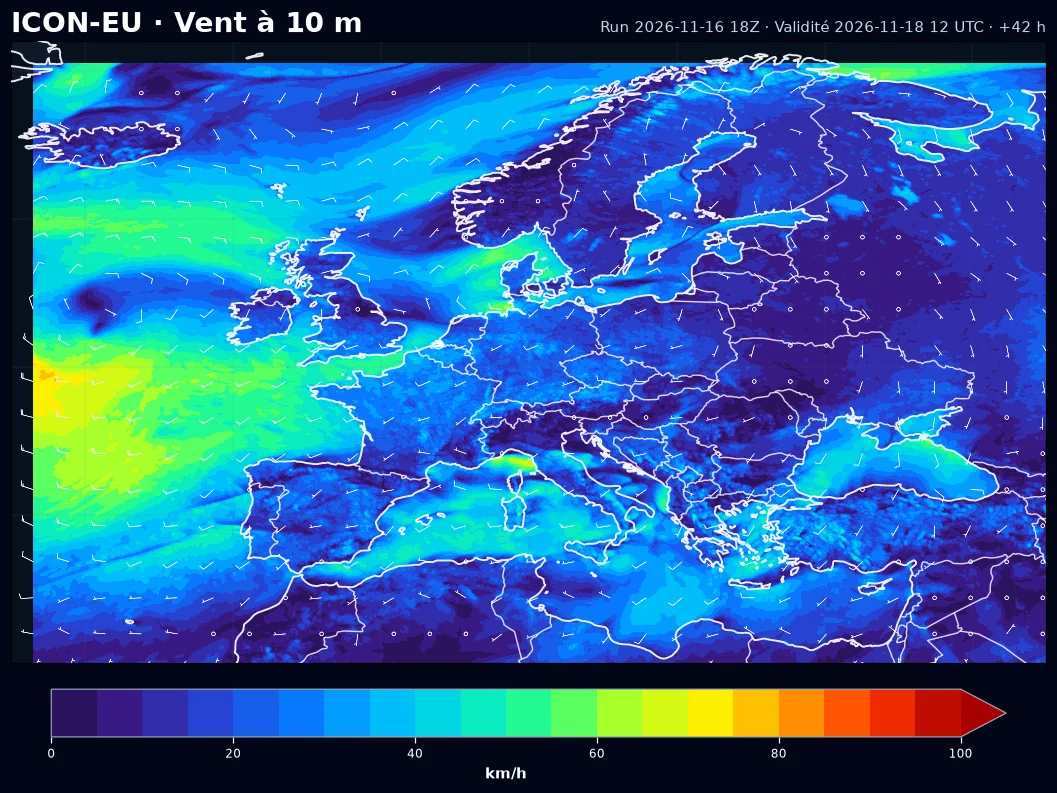 ICON-EU · Vent à 10 m
Run 2026-11-16 18Z · Validité 2026-11-18 12 UTC · +42 h
0 20 40 60 80 100
km/h